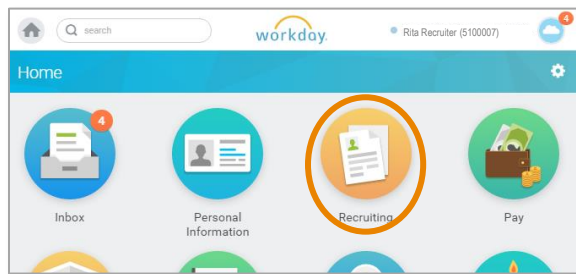 4
search
workday.
Rita Recruiter (5100007)
Home
4
Inbox
Personal
Information
Recruiting
Pay